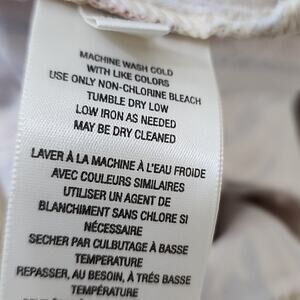 MACHINE WASH COLD
WITH LIKE COLORS
USE ONLY NON-CHLORINE BLEACH
TUMBLE DRY LOW
LOW IRON AS NEEDED
MAY BE DRY CLEANED
LAVER À LA MACHINE À L'EAU FROIDE
AVEC COULEURS SIMILAIRES
UTILISER UN AGENT DE
BLANCHIMENT SANS CHLORE SI
NÉCESSAIRE
SECHER PAR CULBUTAGE À BASSE
TEMPERATURE
REPASSER, AU BESOIN, À TRÉS BASSE
TEMPÉRATURE